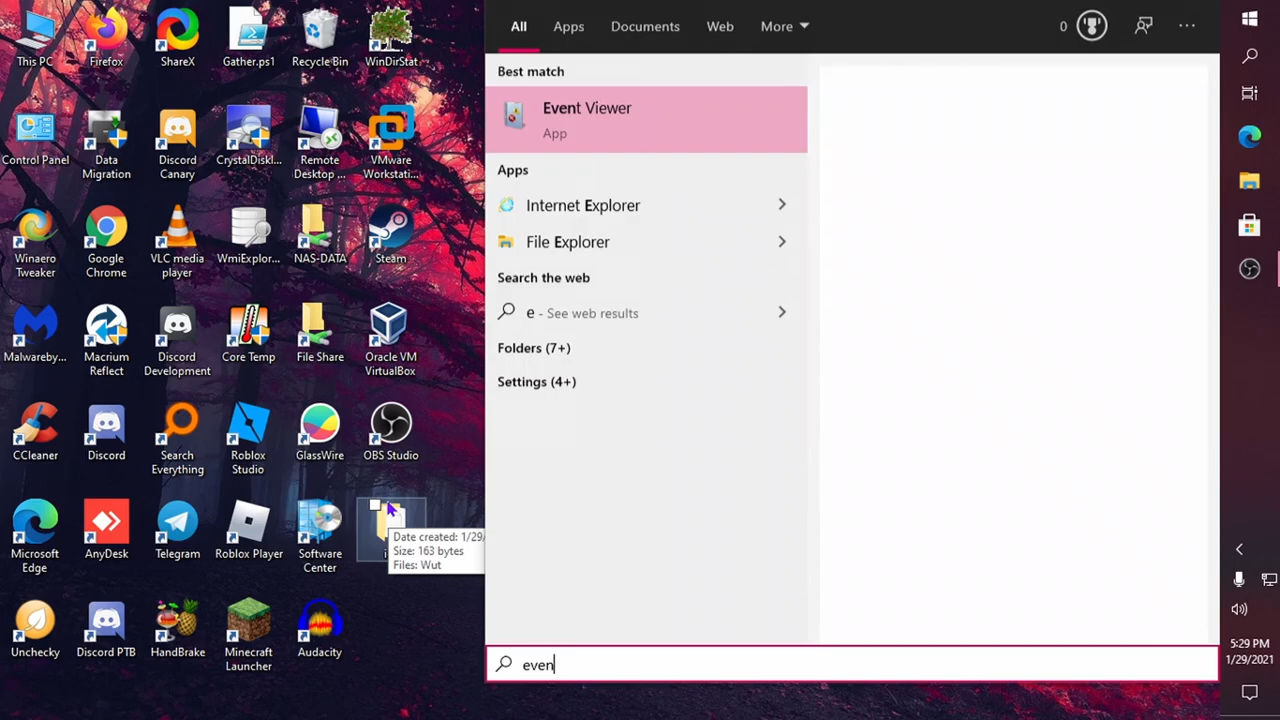 This PC
Firefox
ShareX
Gather.ps1
Recycle Bin
WinDirStat
Control Panel
Data
Migration
Discord
Canary
CrystalDiskI...
Remote
Desktop ...
VMware
Workstati...
Winaero
Tweaker
Google
Chrome
VLC media
player
WmiExplor...
NAS-DATA
Steam
Malwareby...
Macrium
Reflect
Discord
Development
Core Temp
File Share
Oracle VM
VirtualBox
CCleaner
Discord
Search
Everything
Roblox
Studio
GlassWire
OBS Studio
Microsoft
Edge
AnyDesk
Telegram
Roblox Player
Software
Center
Date created: 1/29/
Size: 163 bytes
Files: Wut
Unchecky
Discord PTB
HandBrake
Minecraft
Launcher
Audacity
All
Apps
Documents
Web
More
0
Best match
Event Viewer
App
Apps
Internet Explorer
File Explorer
Search the web
e - See web results
Folders (7+)
Settings (4+)
even
5:29 PM
1/29/2021